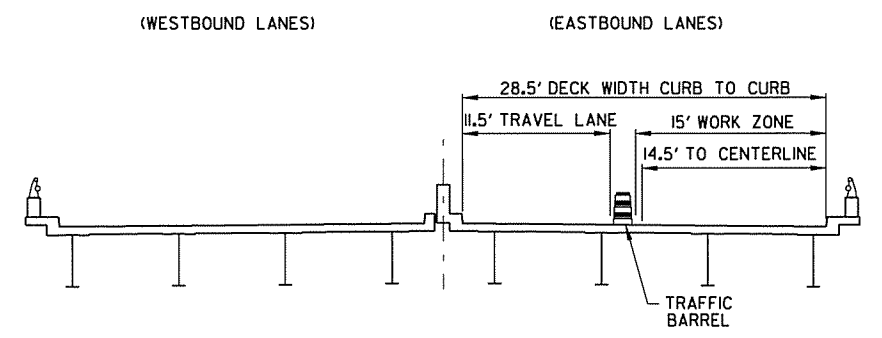 (WESTBOUND LANES)
(EASTBOUND LANES)
28.5' DECK WIDTH CURB TO CURB
11.5' TRAVEL LANE
15' WORK ZONE
14.5' TO CENTERLINE
TRAFFIC
BARREL